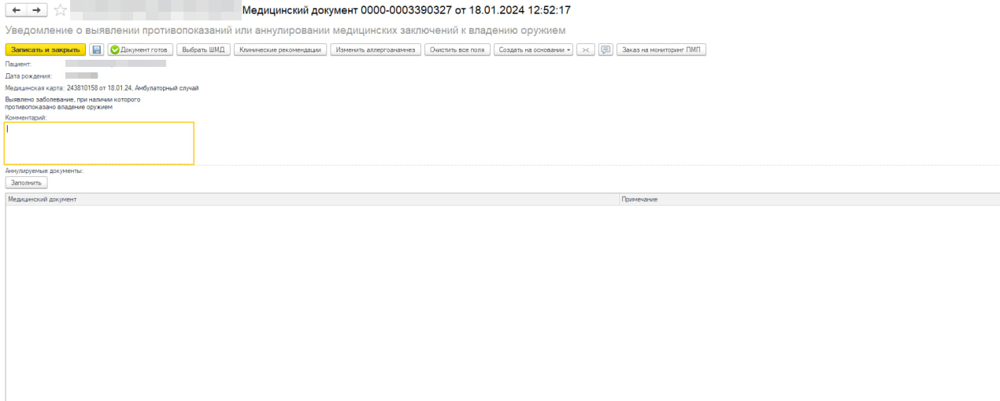 Медицинский документ 0000-0003390327 от 18.01.2024 12:52:17
Уведомление о выявлении противопоказаний или аннулировании медицинских заключений к владению оружием
Записать и закрыть Документ готов Выбрать ШМД Клинические рекомендации Изменить аллергоанамнез Очистить все поля Создать на основании Заказ на мониторинг ПМП
Пациент:
Дата рождения:
Медицинская карта: 243810158 от 18.01.24, Амбулаторный случай
Выявлено заболевание, при наличии которого
противопоказано владение оружием
Комментарий:
Аннулируемые документы:
Заполнить
Медицинский документ Примечание